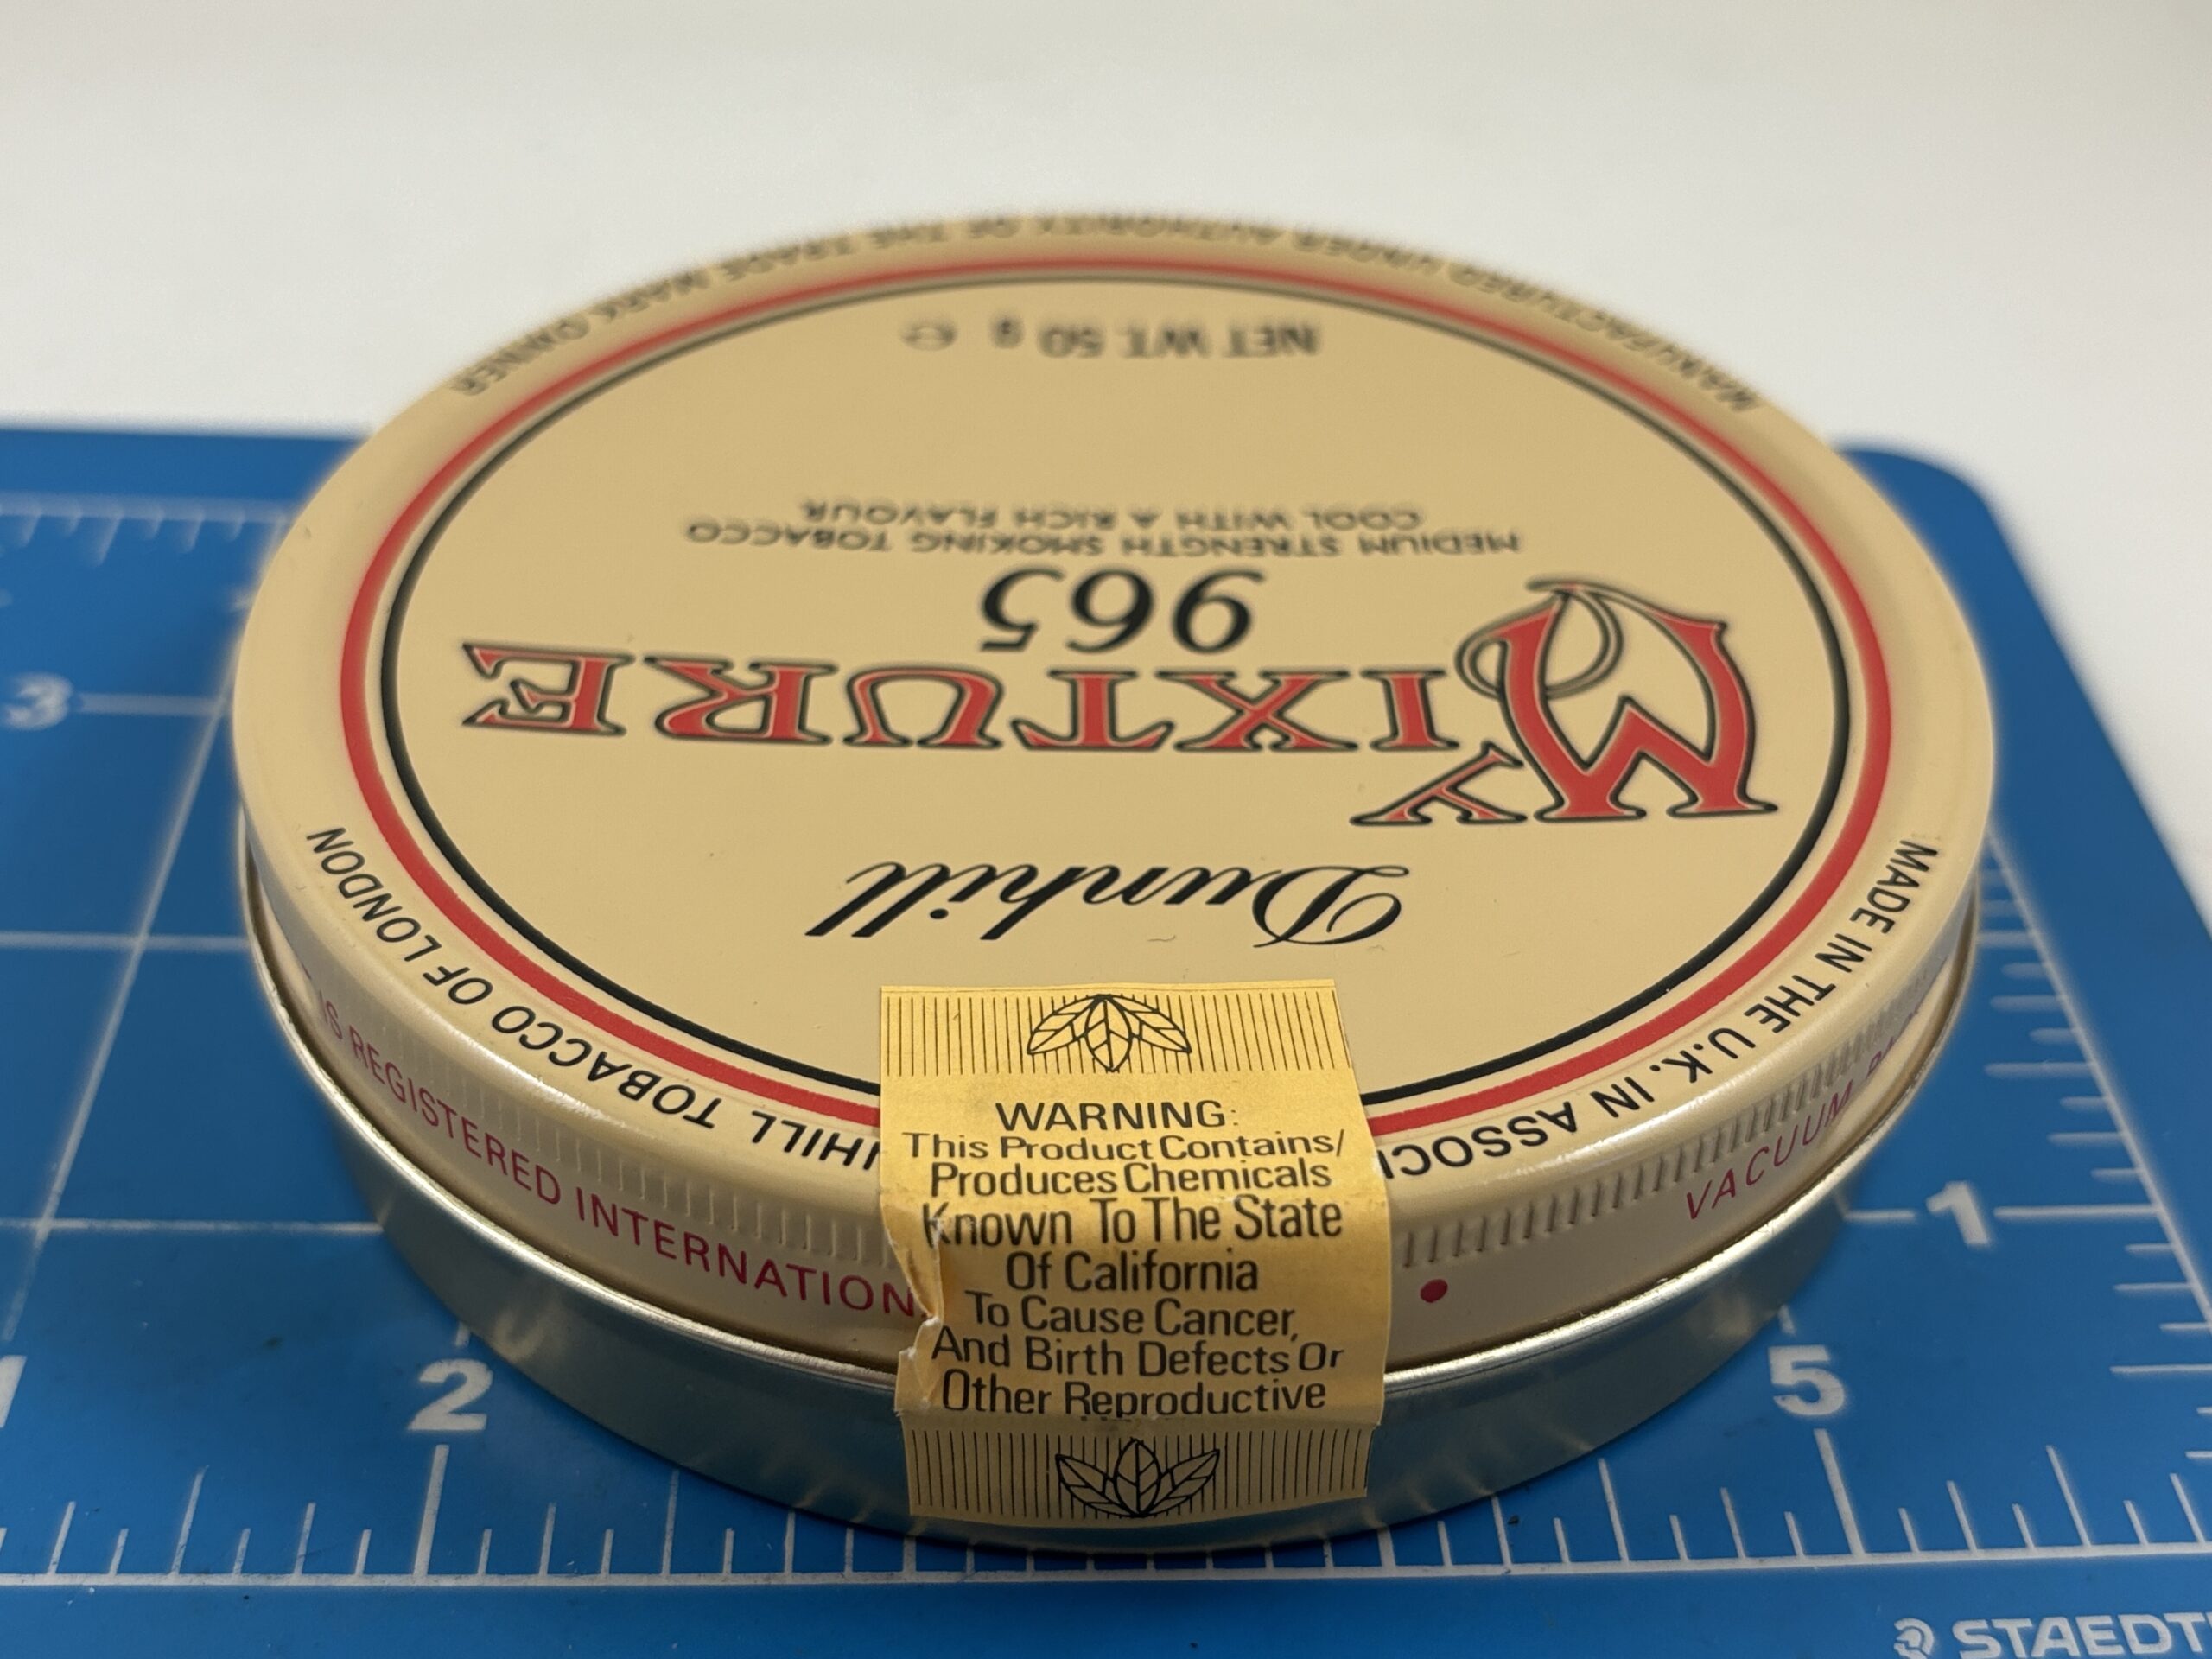 Dunhill
MY MIXTURE
965
MEDIUM STRENGTH SMOKING TOBACCO
COOL WITH A RICH FLAVOUR
NET WT. 50 g e
MADE IN THE U.K. IN ASSOCI
HILL TOBACCO OF LONDON
MANUFACTURED UNDER AUTHORITY OF THE TRADE MARK OWNER
IS REGISTERED INTERNATION
VACUUM
WARNING:
This Product Contains/
Produces Chemicals
Known To The State
Of California
To Cause Cancer,
And Birth Defects Or
Other Reproductive
3
1
2
5
1
STAEDT